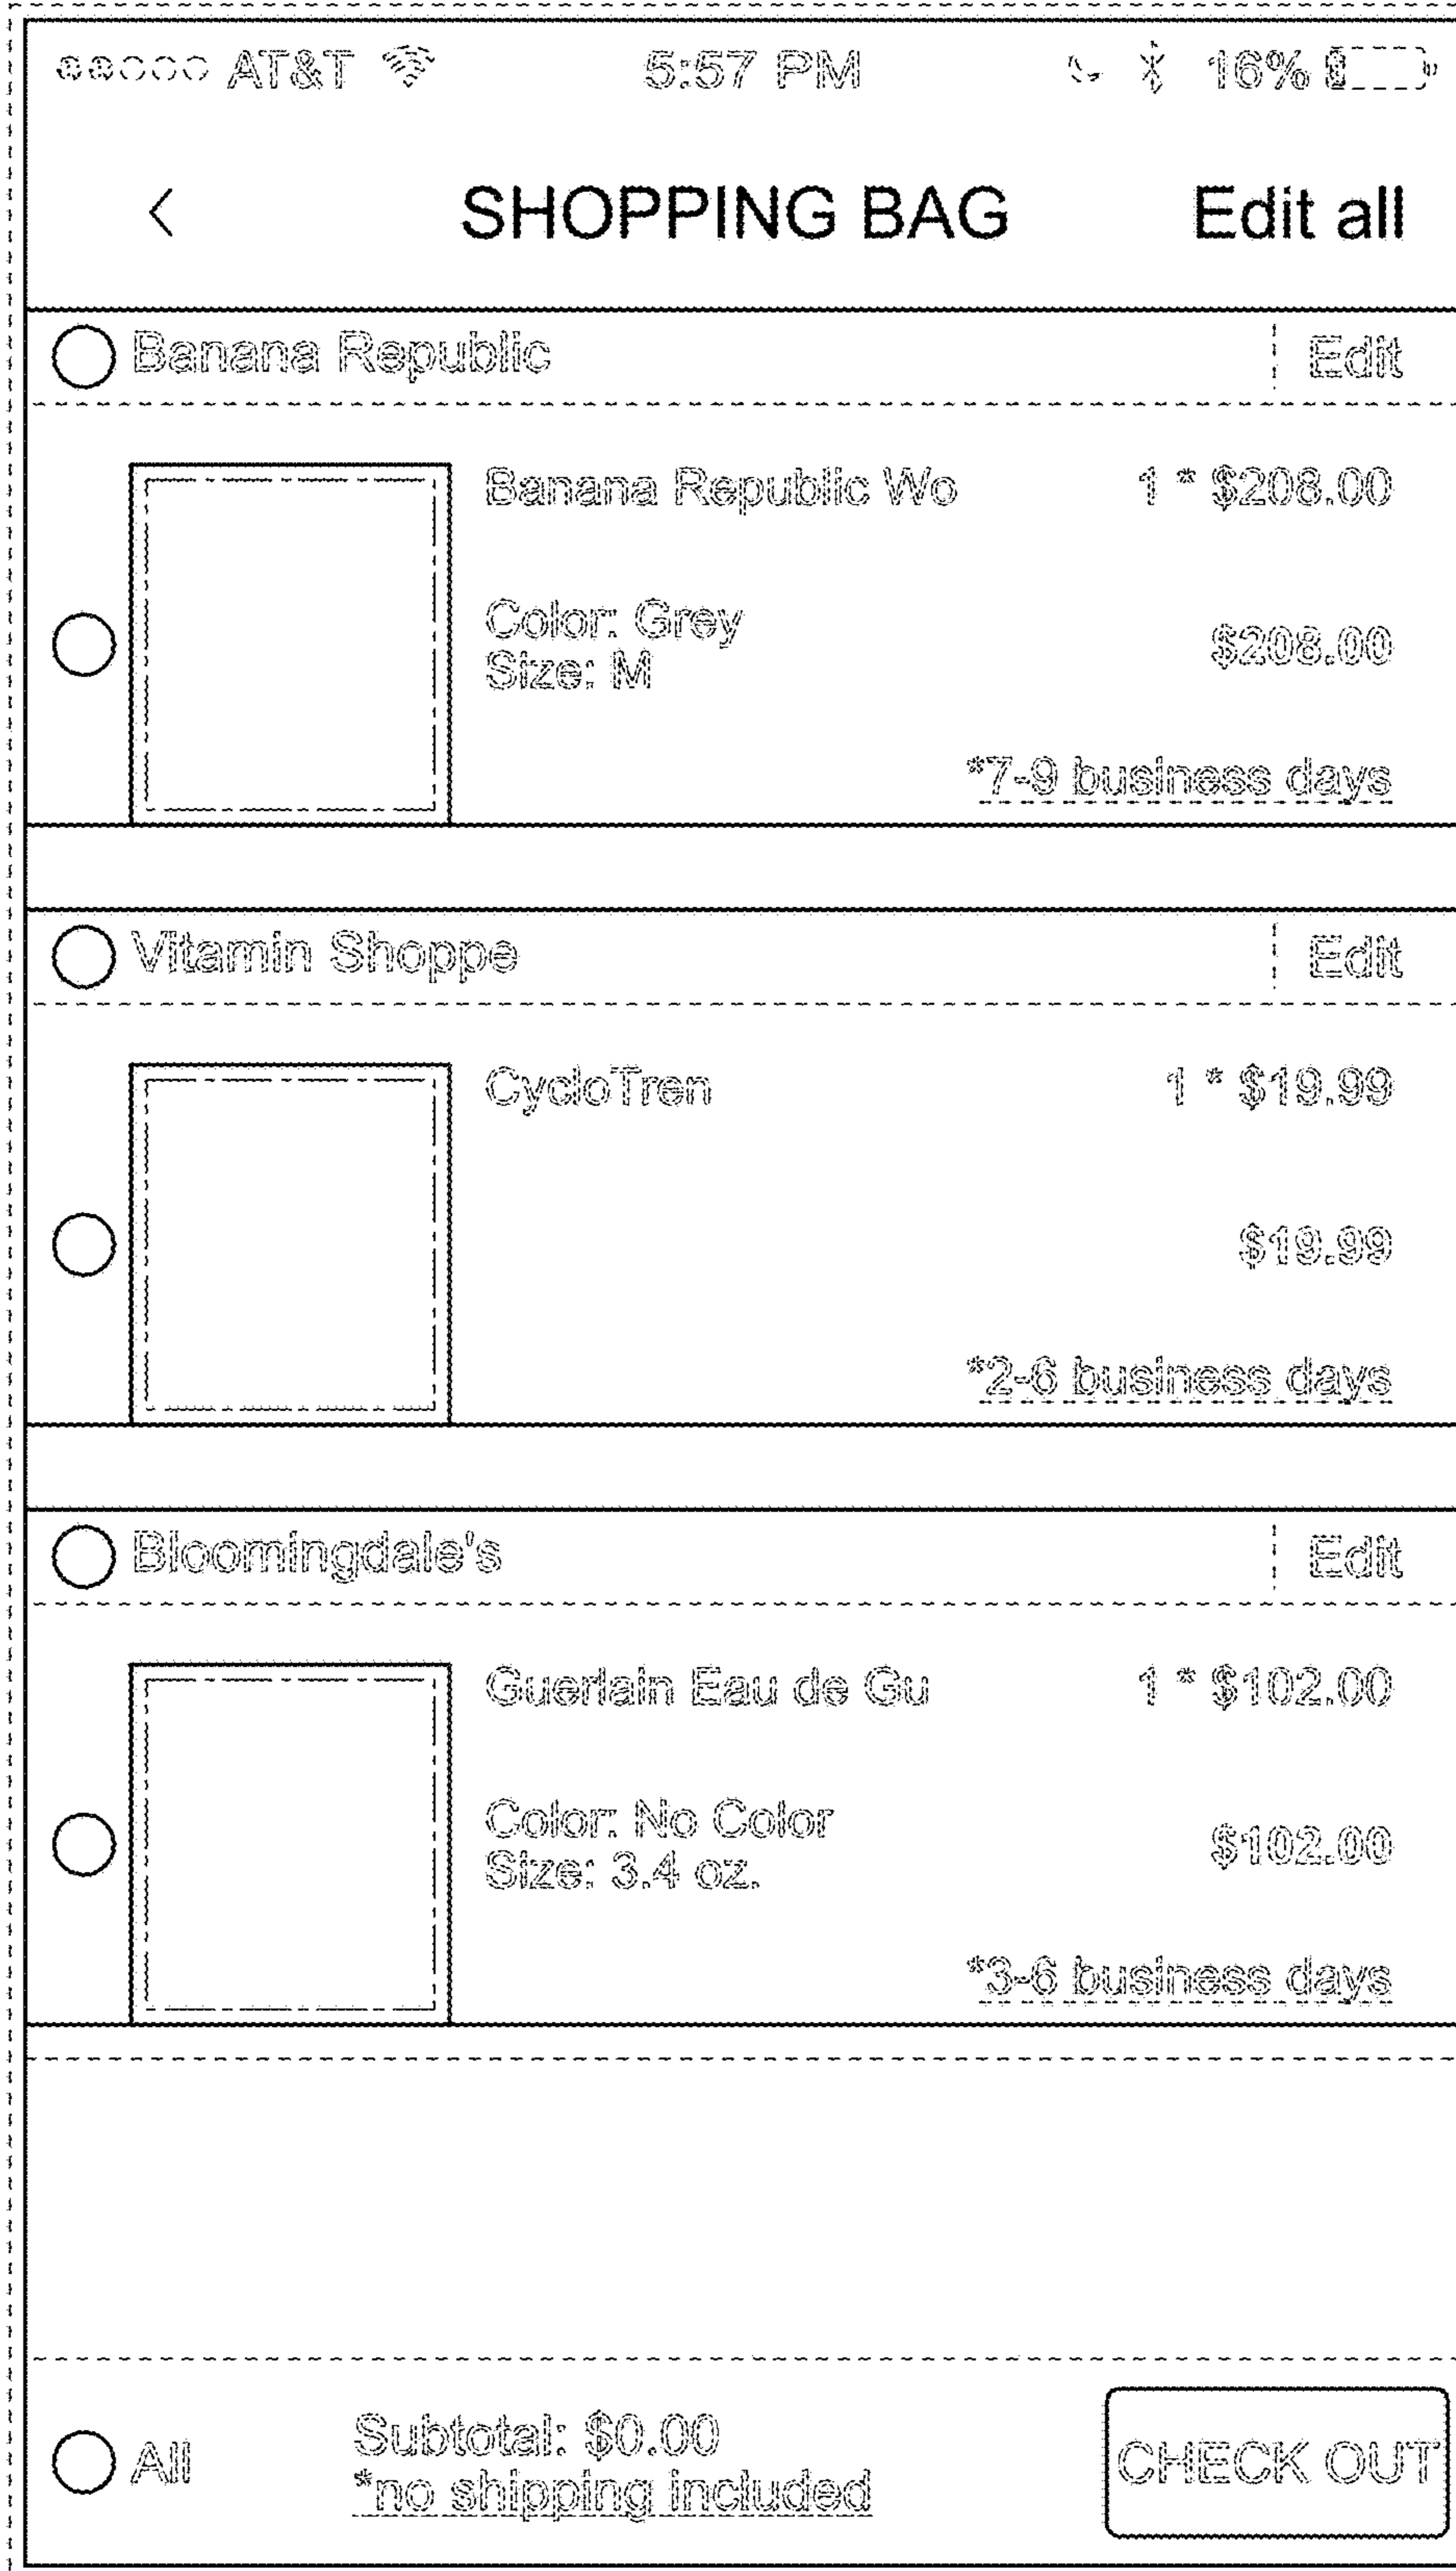 AT&T 5:57 PM 16%
< SHOPPING BAG Edit all
Banana Republic Edit
Banana Republic Wo 1 * $208.00
Color: Grey
Size: M
$208.00
*7-9 business days
Vitamin Shoppe Edit
CycloTren 1 * $19.99
$19.99
*2-6 business days
Bloomingdale's Edit
Guerlain Eau de Gu 1 * $102.00
Color: No Color
Size: 3.4 oz.
$102.00
*3-6 business days
All
Subtotal: $0.00
*no shipping included
CHECK OUT